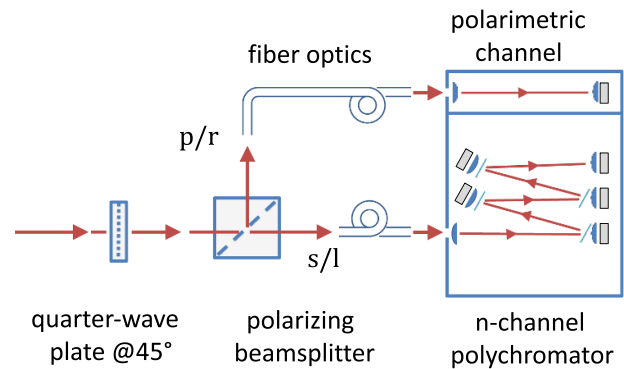 polarimetric
channel
fiber optics
p/r
s/l
quarter-wave
plate @45°
polarizing
beamsplitter
n-channel
polychromator